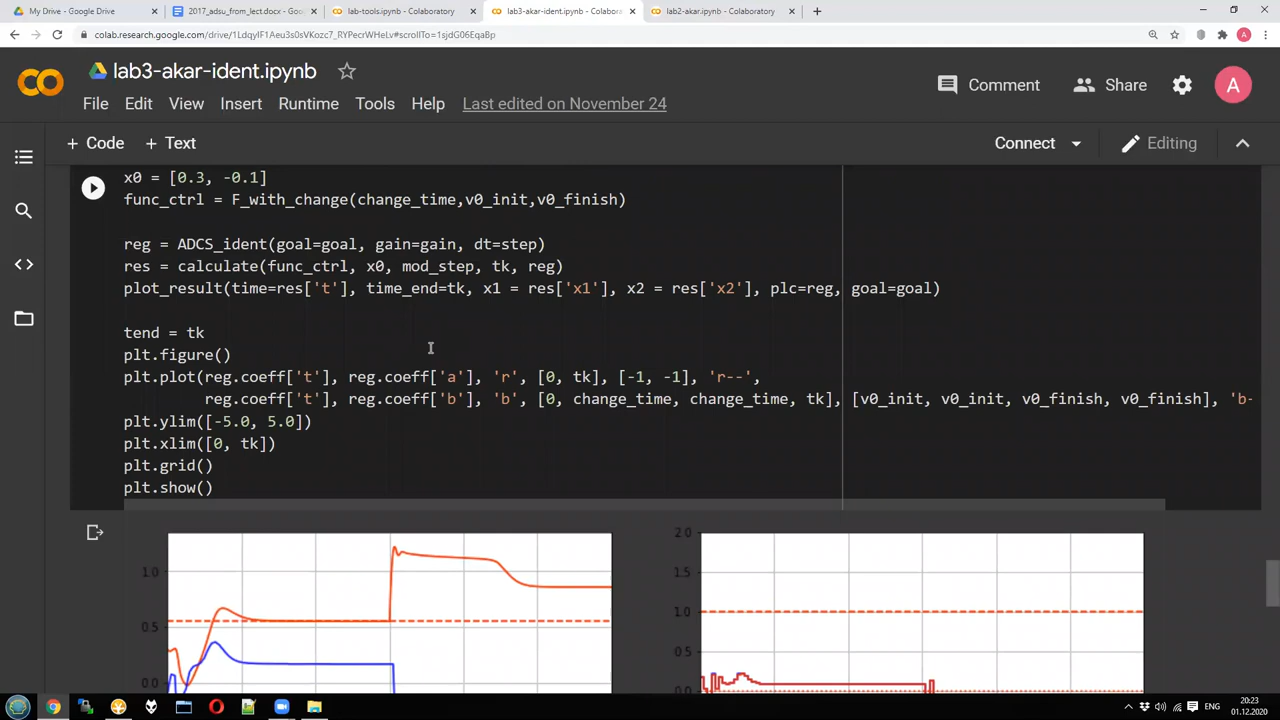 My Drive - Google Drive
2017_adsu_from_lect.docx - Goog
lab-tools.ipynb - Colaboratory
lab3-akar-ident.ipynb - Colabora
lab2-akar.ipynb - Colaboratory
colab.research.google.com/drive/1LdqyIF1Aeu3s0sVKozc7_RYPecrWHeLv#scrollTo=1sjdG06EqaBp
A
lab3-akar-ident.ipynb
Comment
Share
A
File Edit View Insert Runtime Tools Help Last edited on November 24
+ Code + Text
Connect
Editing
x0 = [0.3, -0.1]
func_ctrl = F_with_change(change_time,v0_init,v0_finish)
reg = ADCS_ident(goal=goal, gain=gain, dt=step)
res = calculate(func_ctrl, x0, mod_step, tk, reg)
plot_result(time=res['t'], time_end=tk, x1 = res['x1'], x2 = res['x2'], plc=reg, goal=goal)
tend = tk
plt.figure()
plt.plot(reg.coeff['t'], reg.coeff['a'], 'r', [0, tk], [-1, -1], 'r--',
reg.coeff['t'], reg.coeff['b'], 'b', [0, change_time, change_time, tk], [v0_init, v0_init, v0_finish, v0_finish], 'b-
plt.ylim([-5.0, 5.0])
plt.xlim([0, tk])
plt.grid()
plt.show()
1.0
0.5
0.0
2.0
1.5
1.0
0.5
0.0
ENG
20:23
01.12.2020